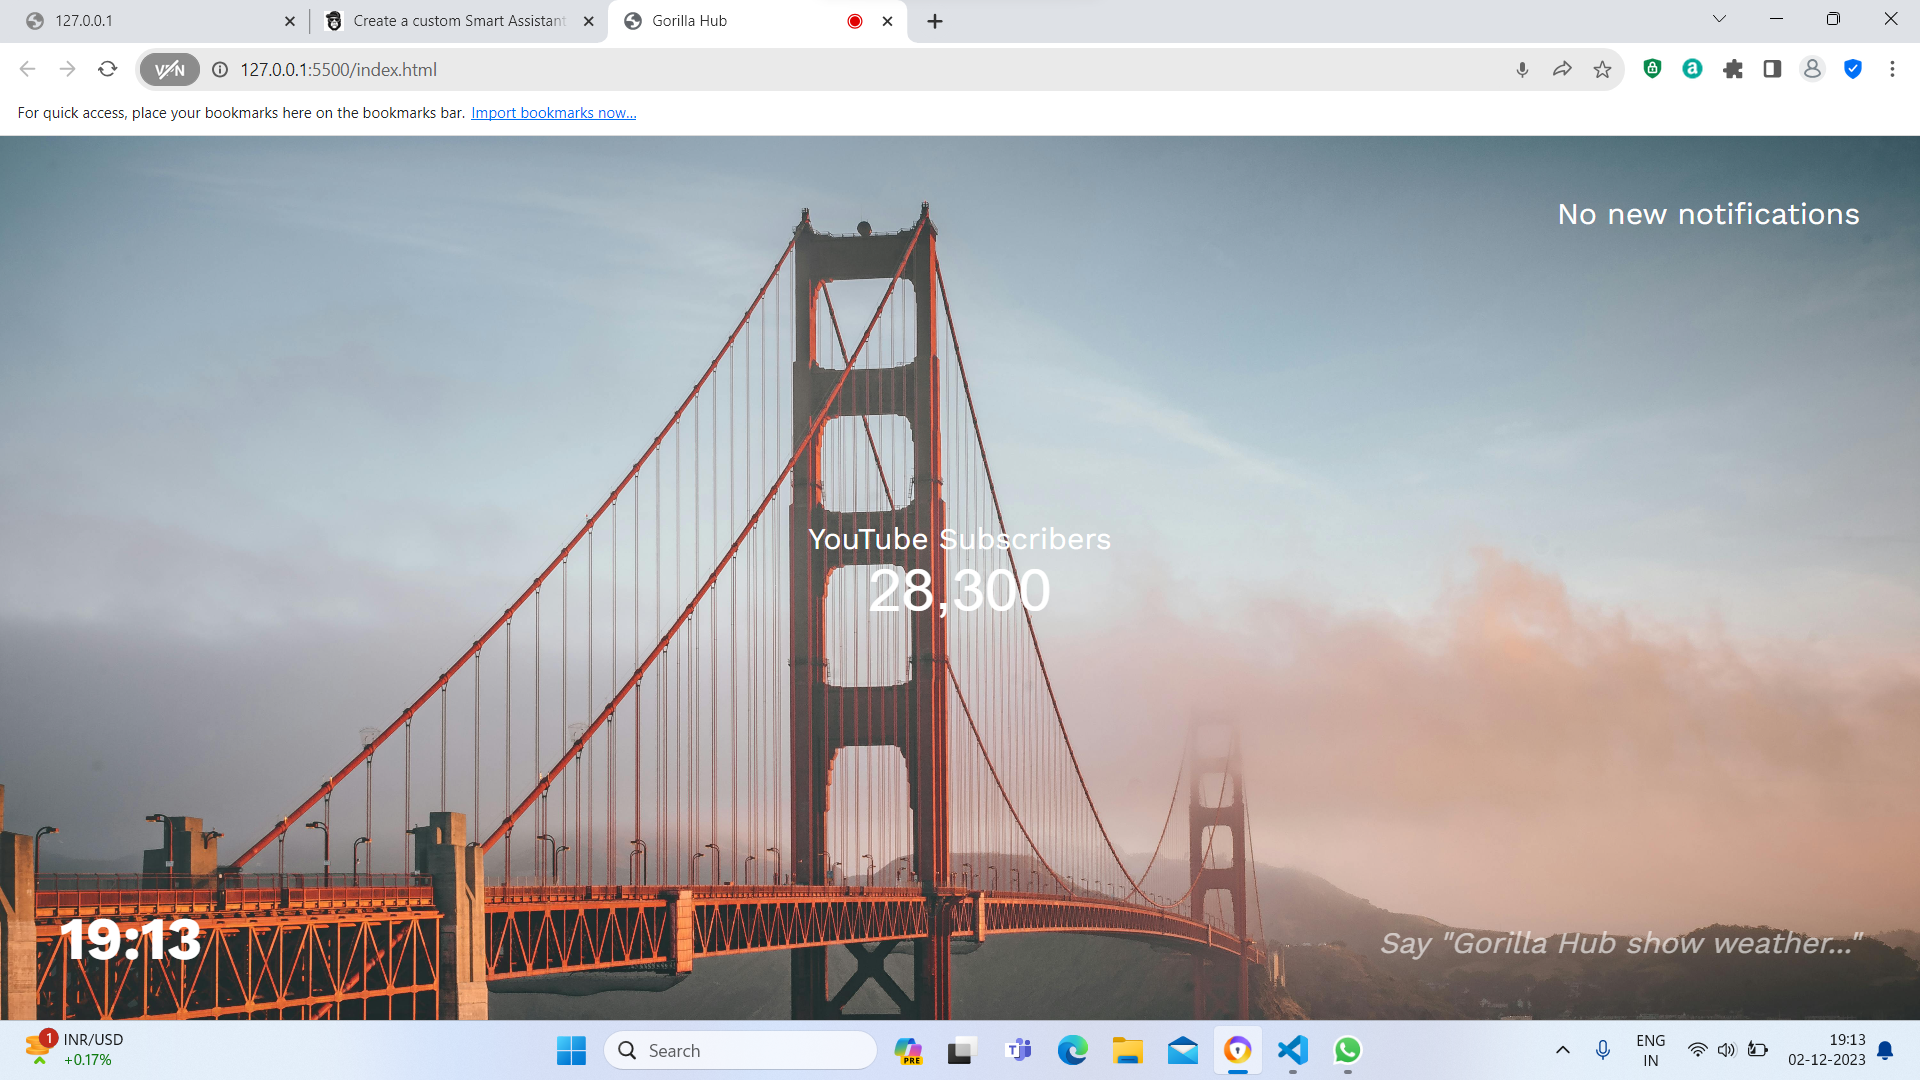 127.0.0.1
Create a custom Smart Assistant
Gorilla Hub
VPN
127.0.0.1:5500/index.html
For quick access, place your bookmarks here on the bookmarks bar. Import bookmarks now...
No new notifications
YouTube Subscribers
28,300
19:13
Say "Gorilla Hub show weather..."
1
INR/USD
+0.17%
Search
PRE
ENG
IN
19:13
02-12-2023